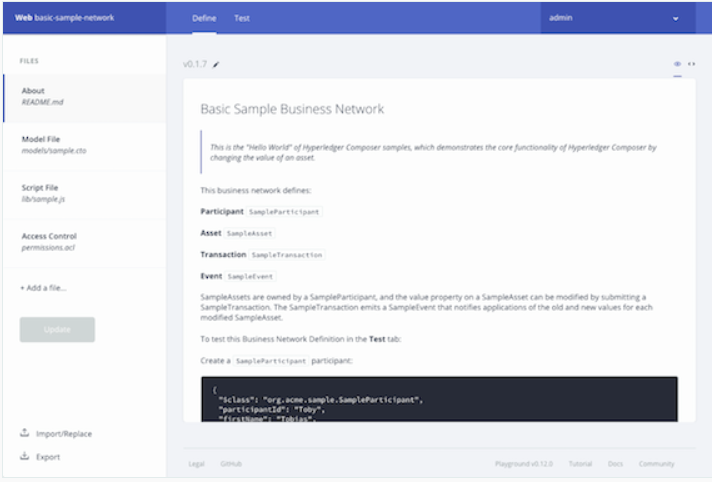 Web basic-sample-network
Define
Test
admin
FILES
About
README.md
Model File
models/sample.cto
Script File
lib/sample.js
Access Control
permissions.acl
+ Add a file...
Update
Import/Replace
Export
v0.1.7
Basic Sample Business Network
This is the "Hello World" of Hyperledger Composer samples, which demonstrates the core functionality of Hyperledger Composer by
changing the value of an asset.
This business network defines:
Participant SampleParticipant
Asset SampleAsset
Transaction SampleTransaction
Event SampleEvent
SampleAssets are owned by a SampleParticipant, and the value property on a SampleAsset can be modified by submitting a
SampleTransaction. The SampleTransaction emits a SampleEvent that notifies applications of the old and new values for each
modified SampleAsset.
To test this Business Network Definition in the Test tab:
Create a SampleParticipant participant:
{
"$class": "org.acme.sample.SampleParticipant",
"participantId": "Toby",
"firstName": "Tobias",
Legal
GitHub
Playground v0.12.0
Tutorial
Docs
Community